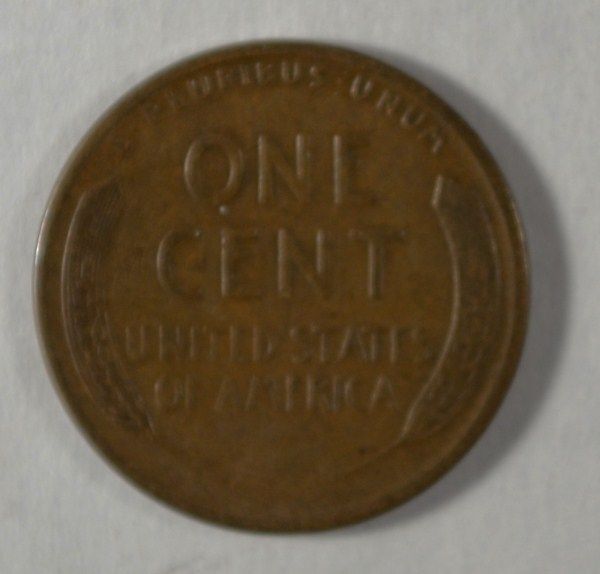 E PLURIBUS UNUM
ONE
CENT
UNITED STATES
OF AMERICA